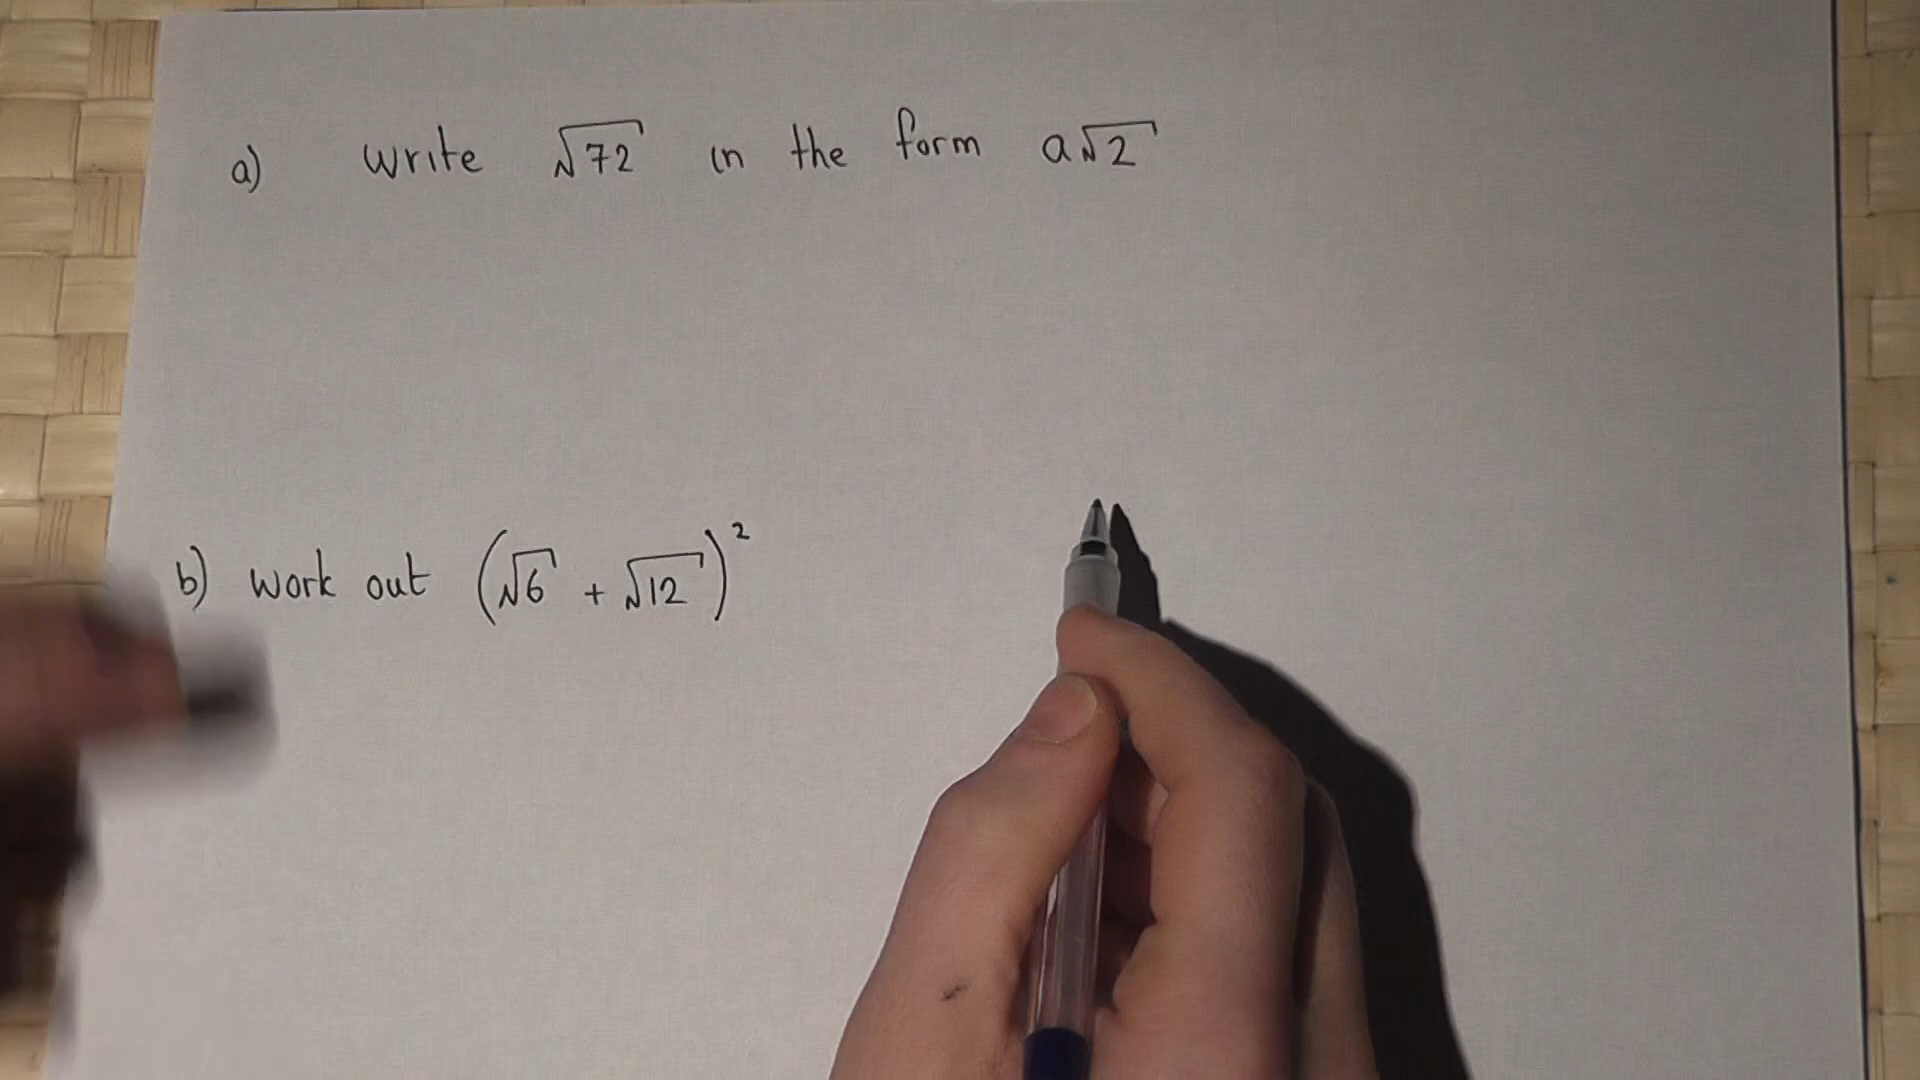 a) write √72 in the form a√2
b) work out (√6 + √12)²